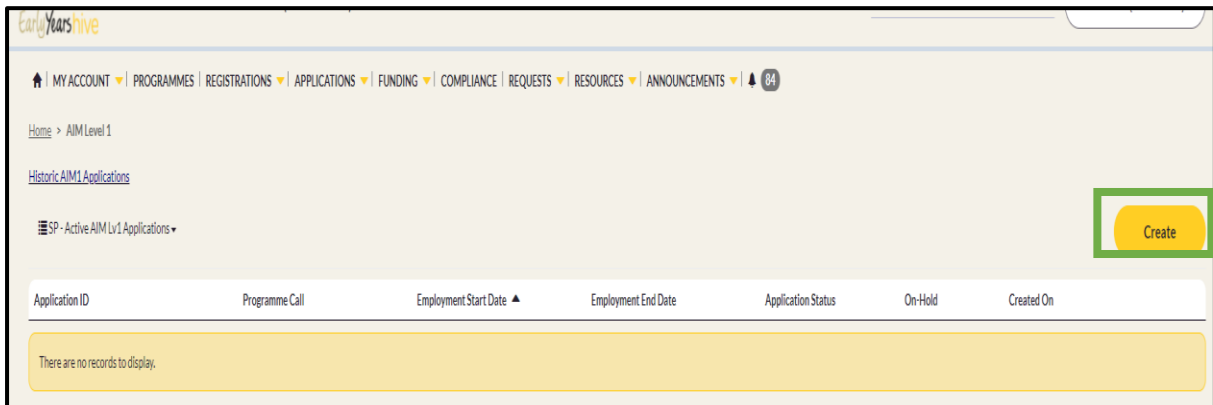 EarlyYearshive
MY ACCOUNT | PROGRAMMES | REGISTRATIONS | APPLICATIONS | FUNDING | COMPLIANCE | REQUESTS | RESOURCES | ANNOUNCEMENTS | 84
Home > AIM Level 1
Historic AIM1 Applications
SP - Active AIM Lv1 Applications
Create
Application ID Programme Call Employment Start Date Employment End Date Application Status On-Hold Created On
There are no records to display.